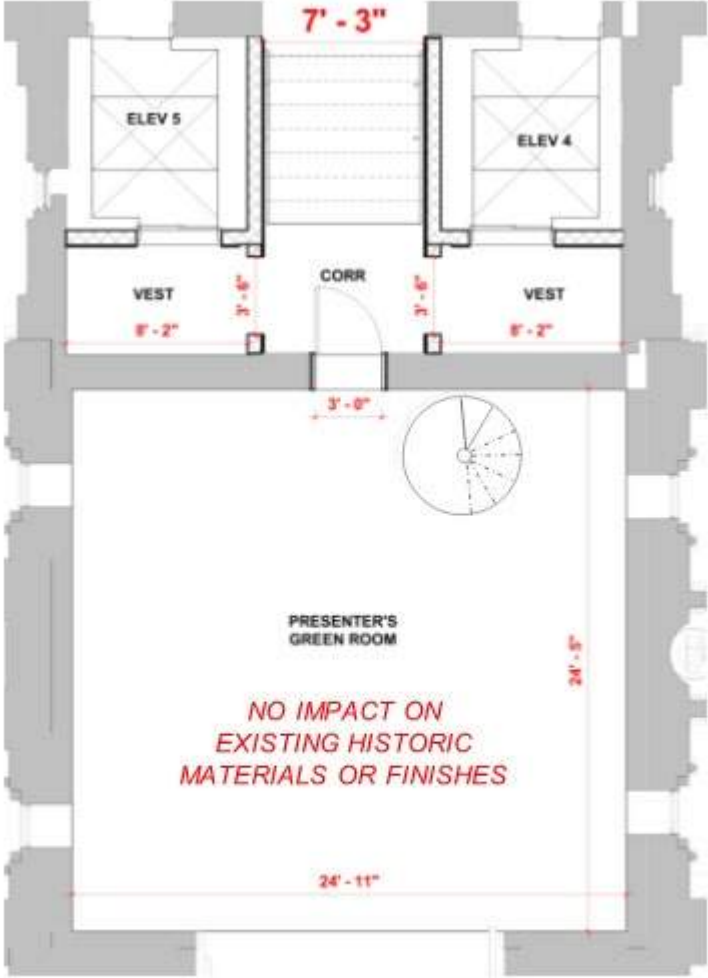 7' - 3"
ELEV 5
ELEV 4
VEST
CORR
VEST
3' - 6"
3' - 6"
8' - 2"
8' - 2"
3' - 0"
PRESENTER'S
GREEN ROOM
24' - 5"
NO IMPACT ON
EXISTING HISTORIC
MATERIALS OR FINISHES
24' - 11"